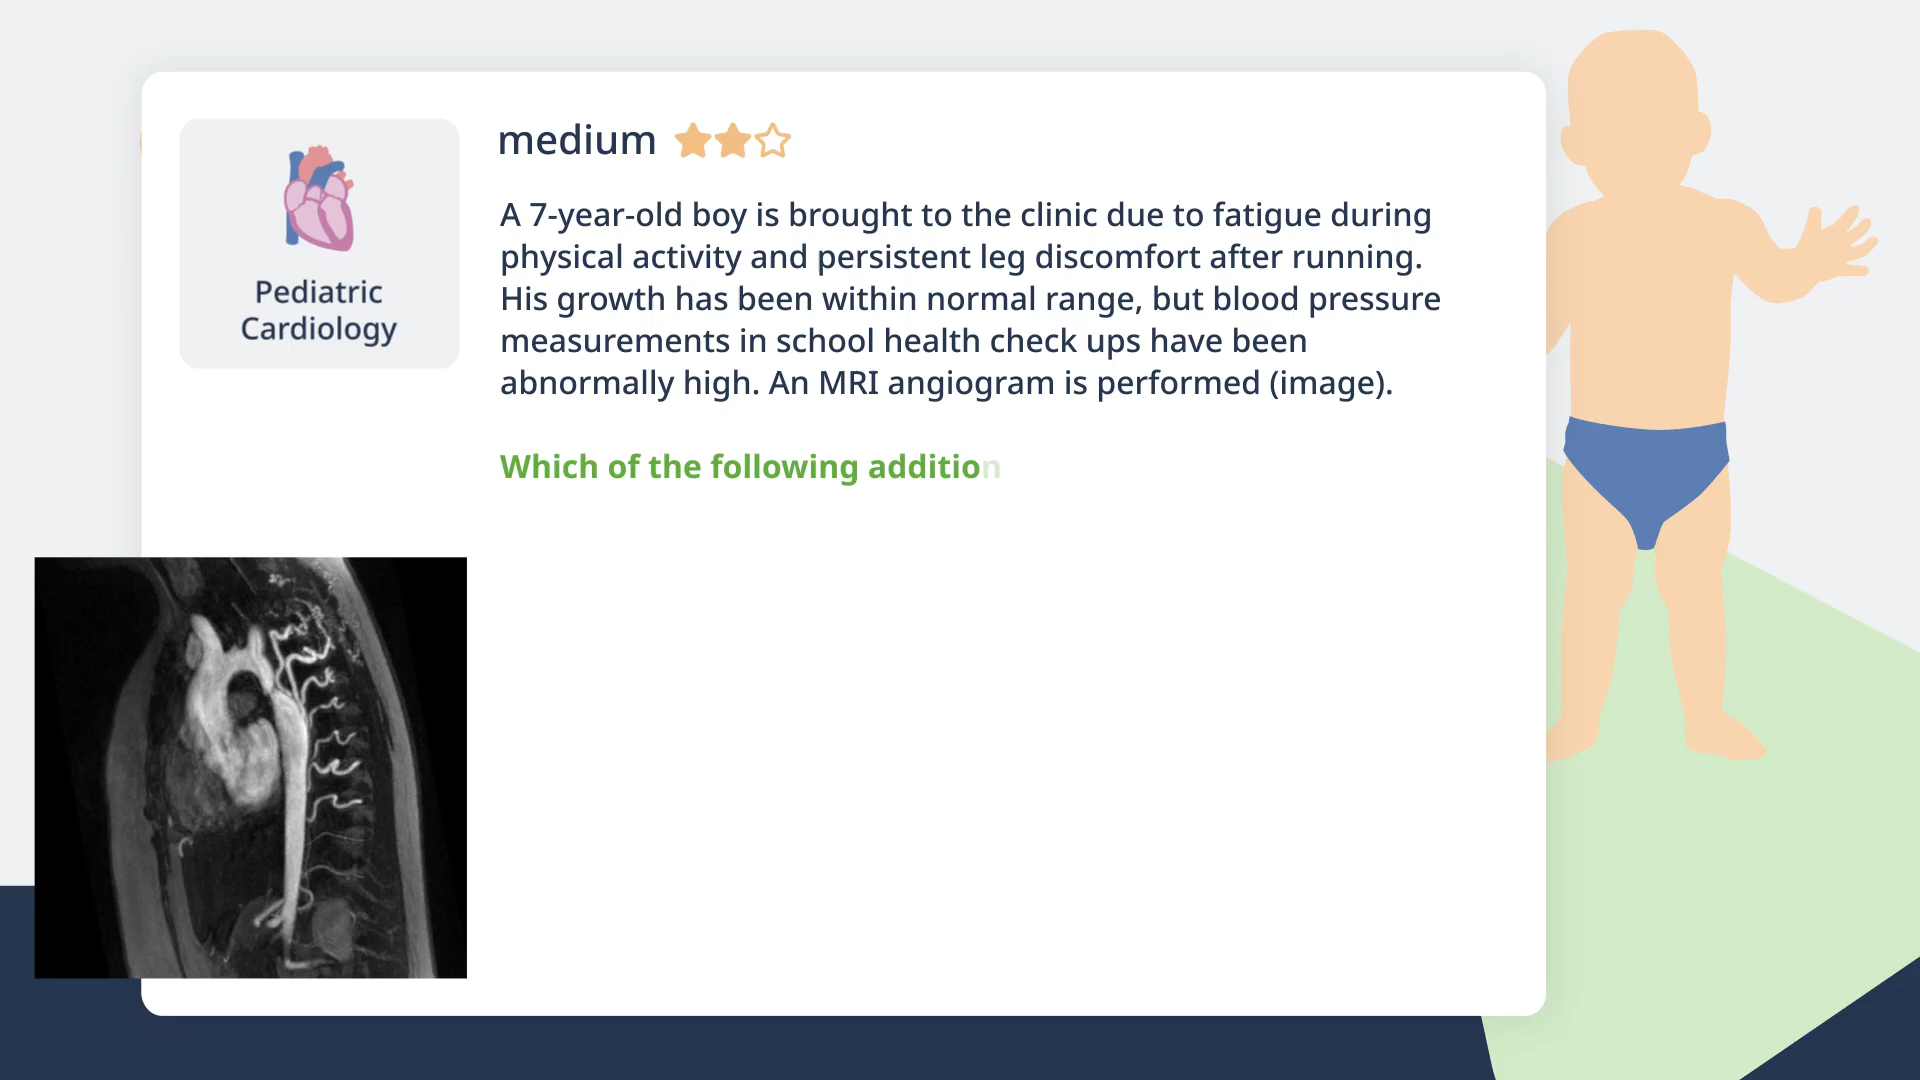 Pediatric
Cardiology
medium
A 7-year-old boy is brought to the clinic due to fatigue during
physical activity and persistent leg discomfort after running.
His growth has been within normal range, but blood pressure
measurements in school health check ups have been
abnormally high. An MRI angiogram is performed (image).
Which of the following addition